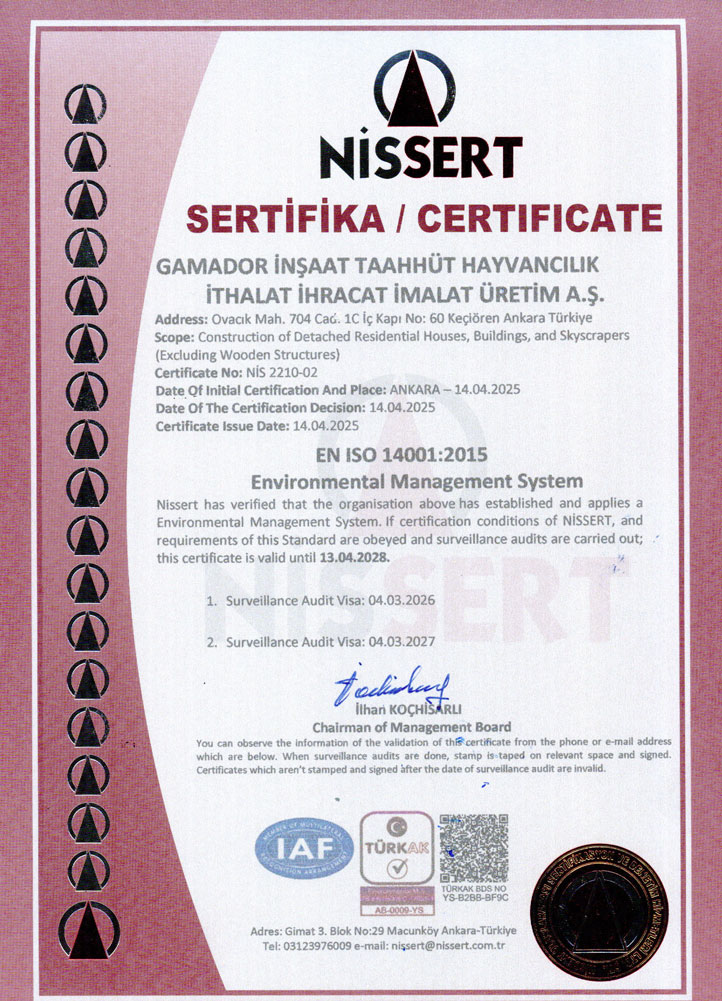 NİSSERT
SERTİFİKA / CERTIFICATE
GAMADOR İNŞAAT TAAHHÜT HAYVANCILIK
İTHALAT İHRACAT İMALAT ÜRETİM A.Ş.
Address: Ovacık Mah. 704 Cad. 1C İç Kapı No: 60 Keçiören Ankara Türkiye
Scope: Construction of Detached Residential Houses, Buildings, and Skyscrapers
(Excluding Wooden Structures)
Certificate No: NİS 2210-02
Date Of Initial Certification And Place: ANKARA – 14.04.2025
Date Of The Certification Decision: 14.04.2025
Certificate Issue Date: 14.04.2025
EN ISO 14001:2015
Environmental Management System
Nissert has verified that the organisation above has established and applies a
Environmental Management System. If certification conditions of NİSSERT, and
requirements of this Standard are obeyed and surveillance audits are carried out;
this certificate is valid until 13.04.2028.
NİSSERT
1. Surveillance Audit Visa: 04.03.2026
2. Surveillance Audit Visa: 04.03.2027
İlhan KOÇHİSARLI
Chairman of Management Board
You can observe the information of the validation of the certificate from the phone or e-mail address
which are below. When surveillance audits are done, stamp is taped on relevant space and signed.
Certificates which aren't stamped and signed after the date of surveillance audit are invalid.
MEMBER OF MULTILATERAL
IAF
RECOGNITION ARRANGEMENT
TÜRKAK
AB-0009-YS
TÜRKAK BDS NO
YS-B2BB-BF9C
Adres: Gimat 3. Blok No:29 Macunköy Ankara-Türkiye
Tel: 03123976009 e-mail: nissert@nissert.com.tr